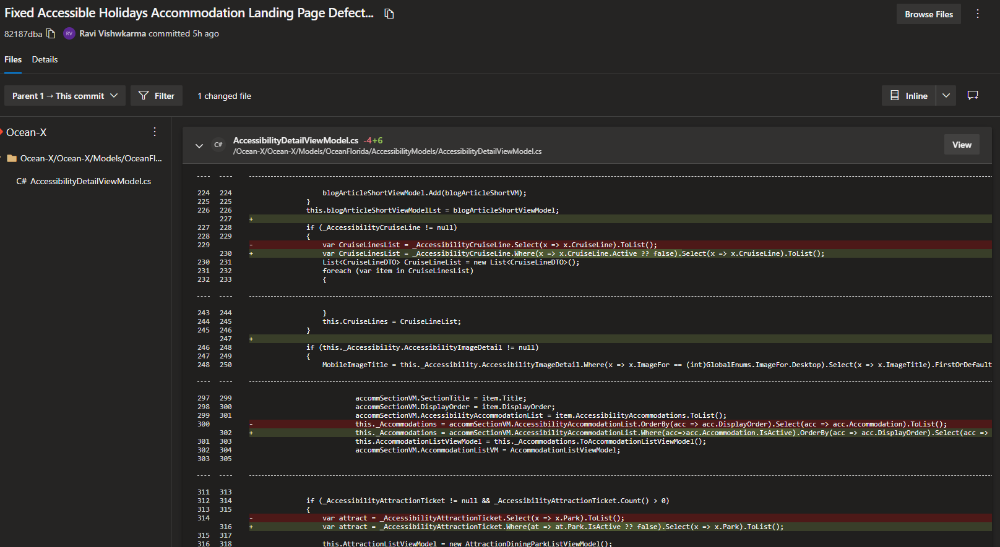 Fixed Accessible Holidays Accommodation Landing Page Defect...
Browse Files
82187dba RV Ravi Vishwkarma committed 5h ago
Files Details
Parent 1 → This commit Filter 1 changed file Inline
Ocean-X
Ocean-X/Ocean-X/Models/OceanFl...
C# AccessibilityDetailViewModel.cs
C# AccessibilityDetailViewModel.cs -4+6
/Ocean-X/Ocean-X/Models/OceanFlorida/AccessibilityModels/AccessibilityDetailViewModel.cs
View
224 224 blogArticleShortViewModel.Add(blogArticleShortVM);
225 225 }
226 226 this.blogArticleShortViewModelLst = blogArticleShortViewModel;
227 +
227 228 if (_AccessibilityCruiseLine != null)
228 229 {
229 - var CruiseLinesList = _AccessibilityCruiseLine.Select(x => x.CruiseLine).ToList();
230 + var CruiseLinesList = _AccessibilityCruiseLine.Where(x => x.CruiseLine.Active ?? false).Select(x => x.CruiseLine).ToList();
230 231 List<CruiseLineDTO> CruiseLineList = new List<CruiseLineDTO>();
231 232 foreach (var item in CruiseLinesList)
232 233 {
243 244 }
244 245 this.CruiseLines = CruiseLineList;
245 246 }
247 +
246 248 if (this._Accessibility.AccessibilityImageDetail != null)
247 249 {
248 250 MobileImageTitle = this._Accessibility.AccessibilityImageDetail.Where(x => x.ImageFor == (int)GlobalEnums.ImageFor.Desktop).Select(x => x.ImageTitle).FirstOrDefault
297 299 accommSectionVM.SectionTitle = item.Title;
298 300 accommSectionVM.DisplayOrder = item.DisplayOrder;
299 301 accommSectionVM.AccessibilityAccommodationList = item.AccessibilityAccommodations.ToList();
300 - this._Accommodations = accommSectionVM.AccessibilityAccommodationList.OrderBy(acc => acc.DisplayOrder).Select(acc => acc.Accommodation).ToList();
302 + this._Accommodations = accommSectionVM.AccessibilityAccommodationList.Where(acc=>acc.Accommodation.IsActive).OrderBy(acc => acc.DisplayOrder).Select(acc =>
301 303 this.AccommodationListViewModel = this._Accommodations.ToAccommodationListViewModel();
302 304 accommSectionVM.AccommodationListVM = AccommodationListViewModel;
303 305
311 313
312 314 if (_AccessibilityAttractionTicket != null && _AccessibilityAttractionTicket.Count() > 0)
313 315 {
314 - var attract = _AccessibilityAttractionTicket.Select(x => x.Park).ToList();
316 + var attract = _AccessibilityAttractionTicket.Where(at => at.Park.IsActive ?? false).Select(x => x.Park).ToList();
315 317
316 318 this.AttractionListViewModel = new AttractionDiningParkListViewModel();